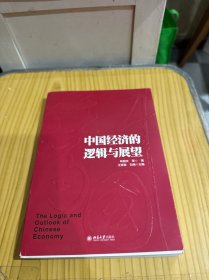 中国经济的
逻辑与展望
The Logic and
Outlook of
Chinese
Economy
北京大学出版社